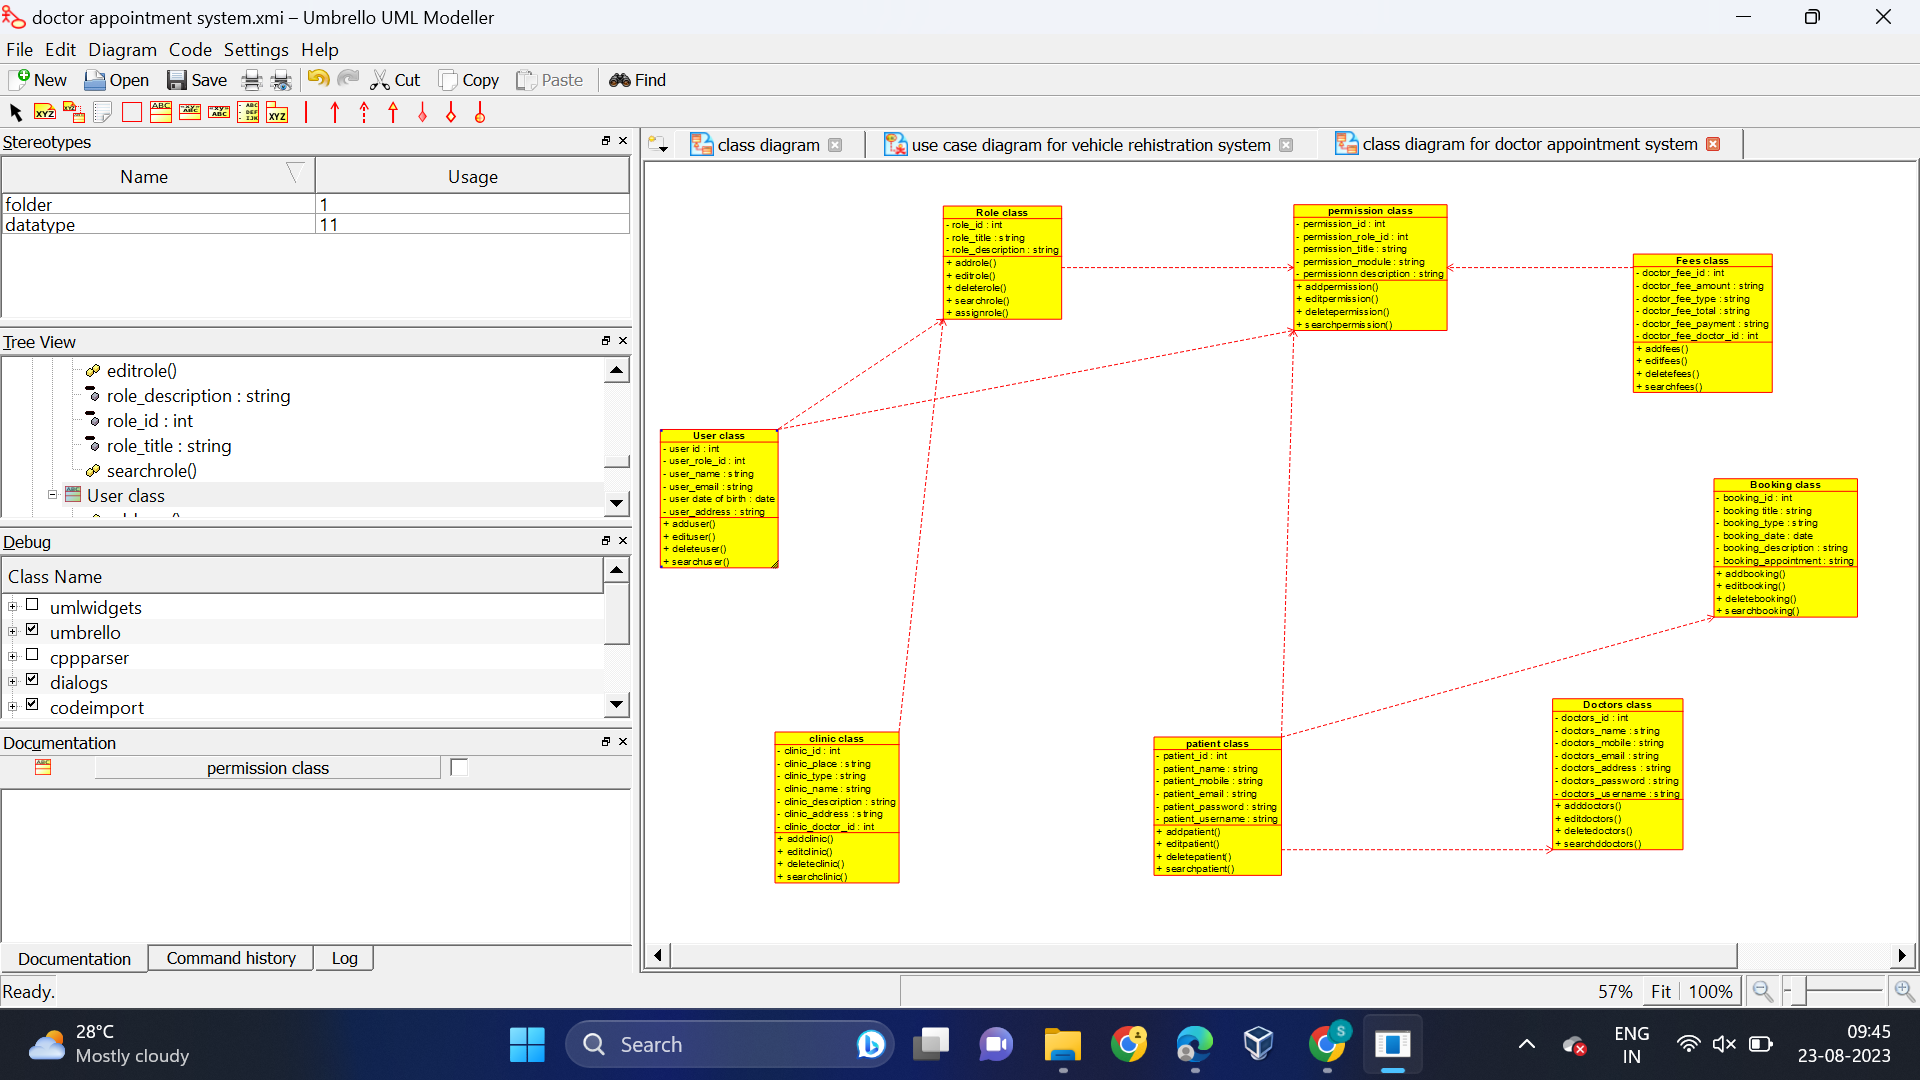 doctor appointment system.xmi – Umbrello UML Modeller
File Edit Diagram Code Settings Help
New Open Save Cut Copy Paste Find
Stereotypes
Name Usage
folder 1
datatype 11
Tree View
editrole()
role_description : string
role_id : int
role_title : string
searchrole()
User class
Debug
Class Name
umlwidgets
umbrello
cppparser
dialogs
codeimport
Documentation
permission class
Documentation Command history Log
Ready.
class diagram
use case diagram for vehicle rehistration system
class diagram for doctor appointment system
Role class
- role_id : int
- role_title : string
- role_description : string
+ addrole()
+ editrole()
+ deleterole()
+ searchrole()
+ assignrole()
permission class
- permission_id : int
- permission_role_id : int
- permission_title : string
- permission_module : string
- permissionn description : string
+ addpermission()
+ editpermission()
+ deletepermission()
+ searchpermission()
Fees class
- doctor_fee_id : int
- doctor_fee_amount : string
- doctor_fee_type : string
- doctor_fee_total : string
- doctor_fee_payment : string
- doctor_fee_doctor_id : int
+ addfees()
+ editfees()
+ deletefees()
+ searchfees()
User class
- user id : int
- user_role_id : int
- user_name : string
- user_email : string
- user date of birth : date
- user_address : string
+ adduser()
+ edituser()
+ deleteuser()
+ searchuser()
Booking class
- booking_id : int
- booking title : string
- booking_type : string
- booking_date : date
- booking_description : string
- booking_appointment : string
+ addbooking()
+ editbooking()
+ deletebooking()
+ searchbooking()
clinic class
- clinic_id : int
- clinic_place : string
- clinic_type : string
- clinic_name : string
- clinic_description : string
- clinic_address : string
- clinic_doctor_id : int
+ addclinic()
+ editclinic()
+ deleteclinic()
+ searchclinic()
patient class
- patient_id : int
- patient_name : string
- patient_mobile : string
- patient_email : string
- patient_password : string
- patient_username : string
+ addpatient()
+ editpatient()
+ deletepatient()
+ searchpatient()
Doctors class
- doctors_id : int
- doctors_name : string
- doctors_mobile : string
- doctors_email : string
- doctors_address : string
- doctors_password : string
- doctors_username : string
+ adddoctors()
+ editdoctors()
+ deletedoctors()
+ searchddoctors()
57% Fit 100%
28°C
Mostly cloudy
Search
ENG
IN
09:45
23-08-2023